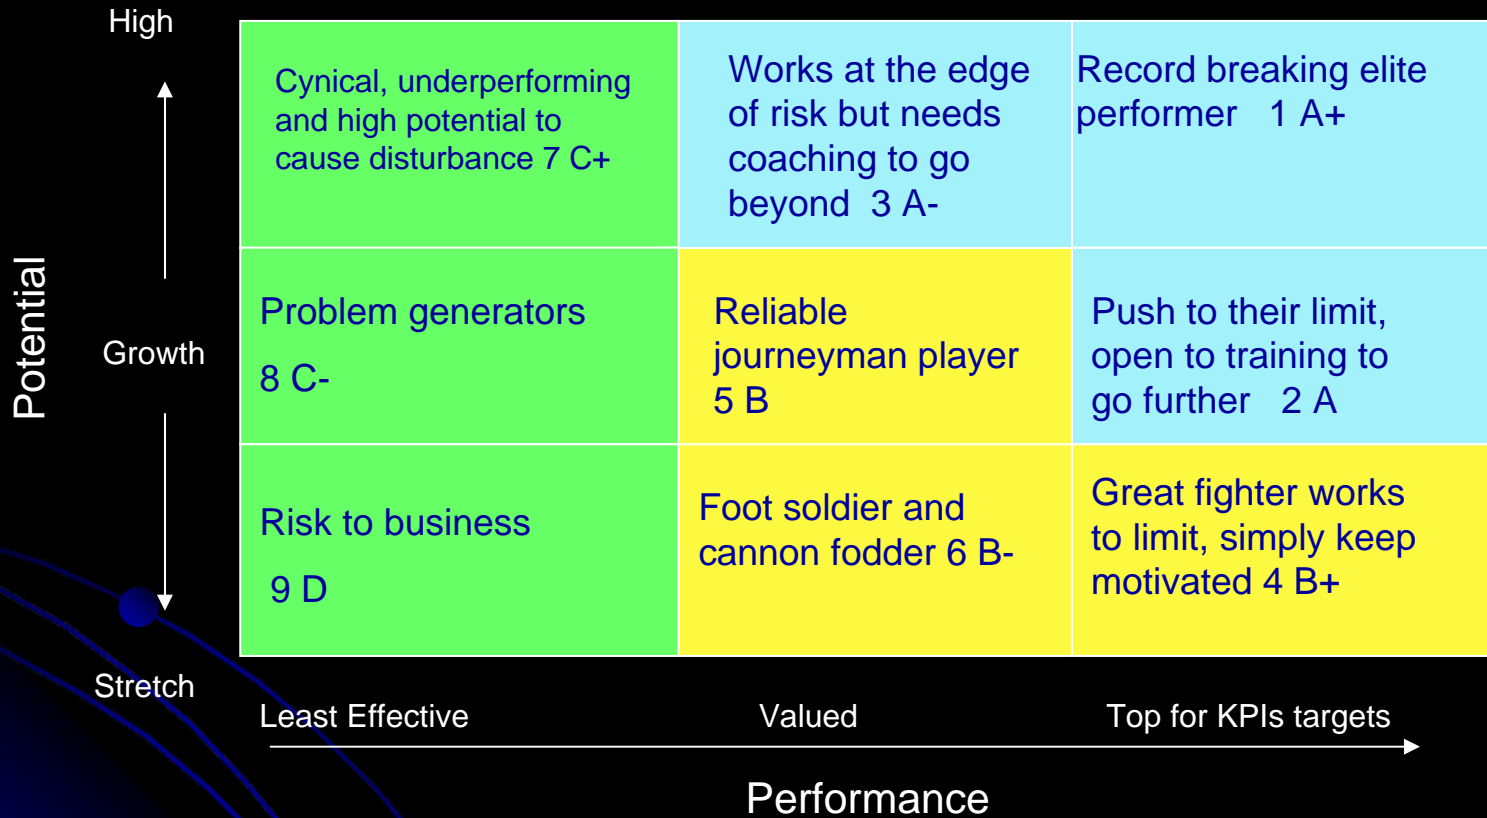 High
Cynical, underperforming
and high potential to
cause disturbance 7 C+
Works at the edge
of risk but needs
coaching to go
beyond 3 A-
Record breaking elite
performer 1 A+
Potential
Growth
Problem generators
8 C-
Reliable
journeyman player
5 B
Push to their limit,
open to training to
go further 2 A
Risk to business
9 D
Foot soldier and
cannon fodder 6 B-
Great fighter works
to limit, simply keep
motivated 4 B+
Stretch
Least Effective
Valued
Top for KPIs targets
Performance